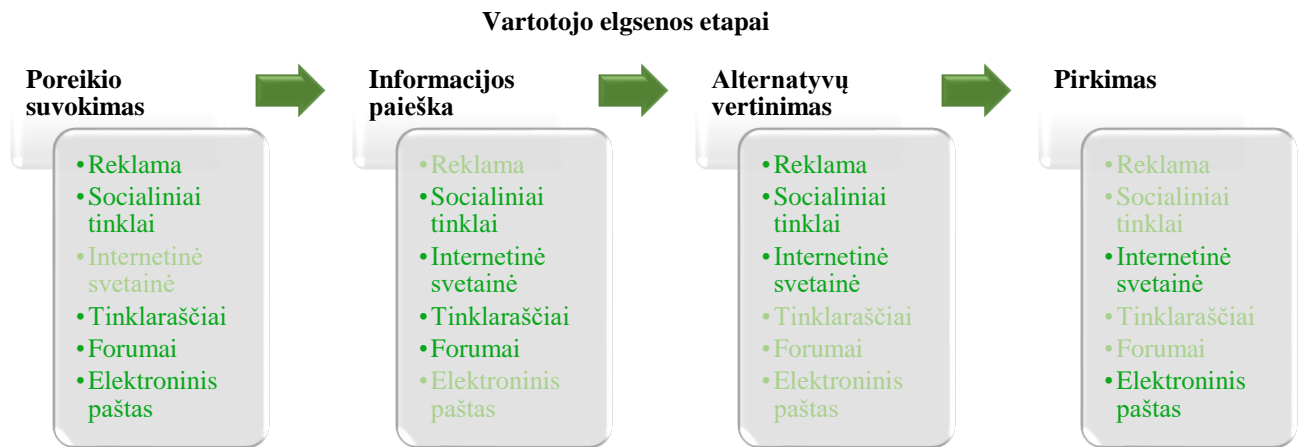 Vartotojo elgsenos etapai
Poreikio
suvokimas
•Reklama
•Socialiniai
tinklai
•Internetinė
svetainė
•Tinklaraščiai
•Forumai
•Elektroninis
paštas
Informacijos
paieška
•Reklama
•Socialiniai
tinklai
•Internetinė
svetainė
•Tinklaraščiai
•Forumai
•Elektroninis
paštas
Alternatyvų
vertinimas
•Reklama
•Socialiniai
tinklai
•Internetinė
svetainė
•Tinklaraščiai
•Forumai
•Elektroninis
paštas
Pirkimas
•Reklama
•Socialiniai
tinklai
•Internetinė
svetainė
•Tinklaraščiai
•Forumai
•Elektroninis
paštas